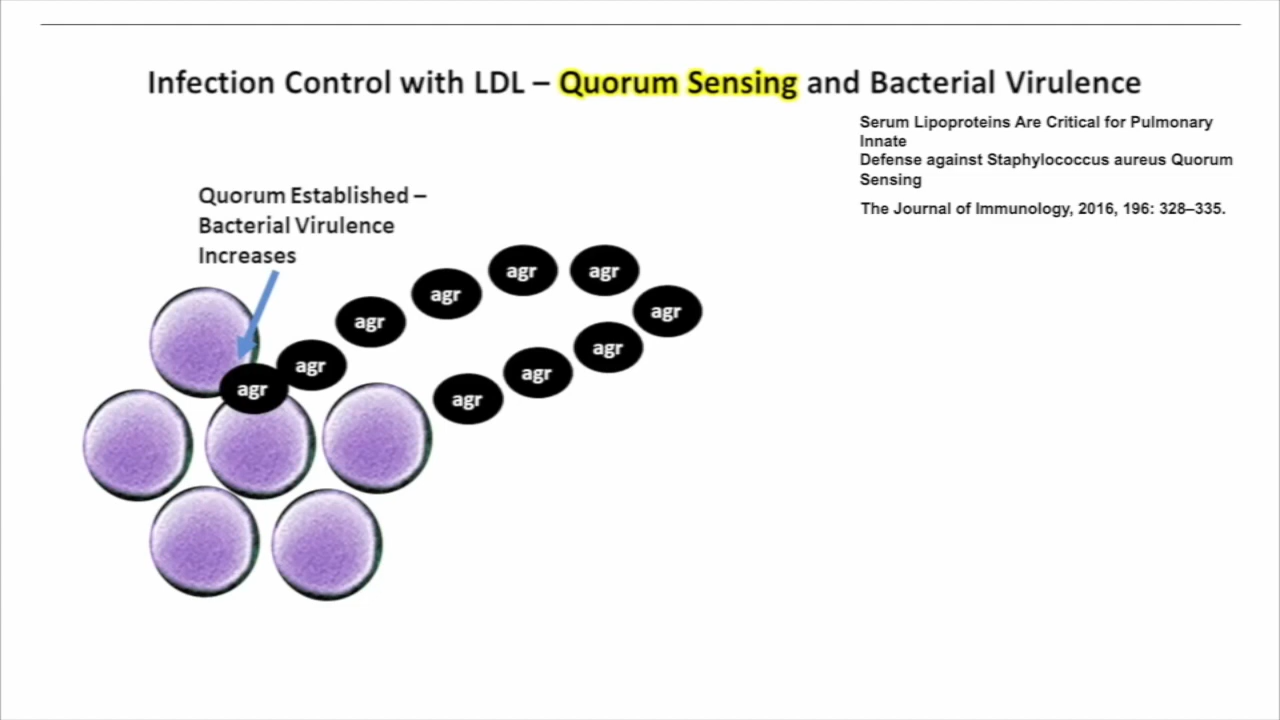 Infection Control with LDL – Quorum Sensing and Bacterial Virulence
Serum Lipoproteins Are Critical for Pulmonary
Innate
Defense against Staphylococcus aureus Quorum
Sensing
The Journal of Immunology, 2016, 196: 328–335.
Quorum Established –
Bacterial Virulence
Increases
agr
agr
agr
agr
agr
agr
agr
agr
agr
agr
agr